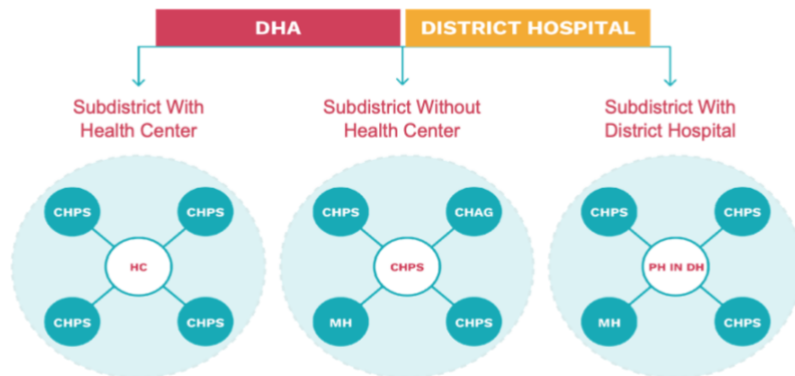 DHA
DISTRICT HOSPITAL
Subdistrict With
Health Center
Subdistrict Without
Health Center
Subdistrict With
District Hospital
CHPS
CHPS
HC
CHPS
CHPS
CHPS
CHAG
CHPS
MH
CHPS
CHPS
CHPS
PH IN DH
MH
CHPS